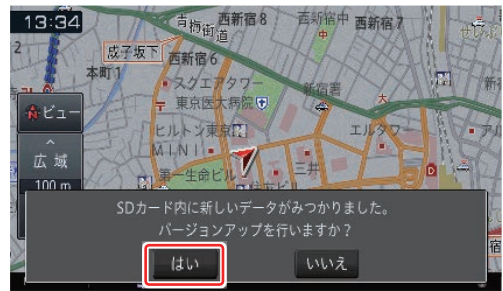 13:34
青梅街道
西新宿8
西新宿中
西新宿7
2
成子坂下
西新宿6
本町1
スクエアタワー
新宿署
東京医大病院
ビュー
ヒルトン東京
エルタワー
MINI
広域
三井
100m
第一生命ビル
SDカード内に新しいデータがみつかりました。
バージョンアップを行いますか？
はい
いいえ